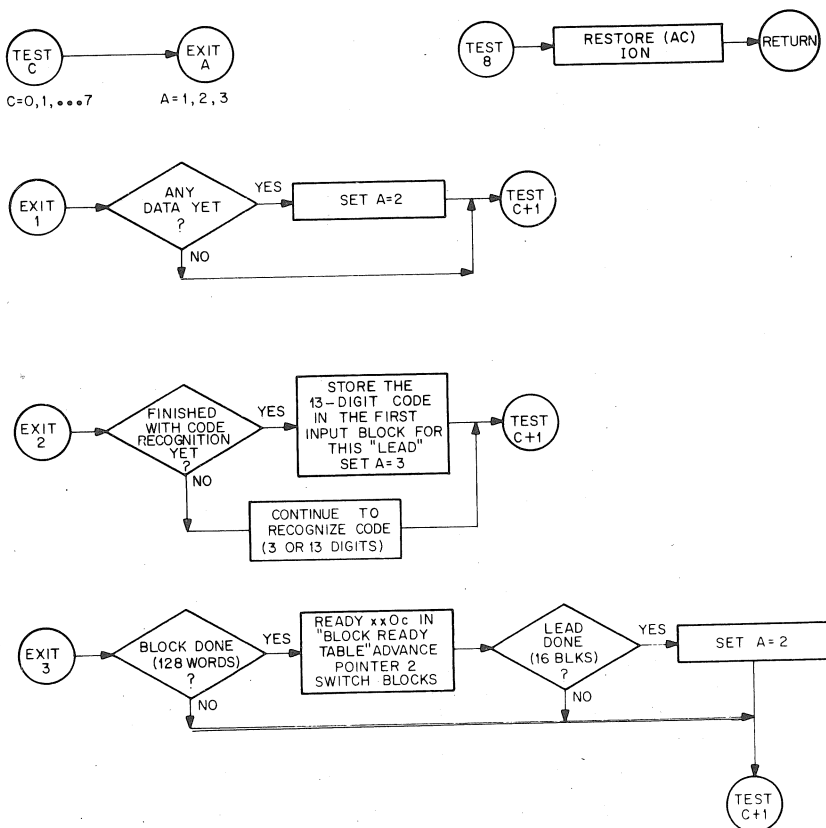 TEST
C
EXIT
A
C=0,1,•••7
A=1,2,3
TEST
8
RESTORE (AC)
ION
RETURN
EXIT
1
ANY
DATA YET
?
YES
NO
SET A=2
TEST
C+1
EXIT
2
FINISHED
WITH CODE
RECOGNITION
YET
?
YES
NO
STORE THE
13-DIGIT CODE
IN THE FIRST
INPUT BLOCK FOR
THIS "LEAD"
SET A=3
CONTINUE TO
RECOGNIZE CODE
(3 OR 13 DIGITS)
TEST
C+1
EXIT
3
BLOCK DONE
(128 WORDS)
?
YES
NO
READY xxOc IN
"BLOCK READY
TABLE" ADVANCE
POINTER 2
SWITCH BLOCKS
LEAD
DONE
(16 BLKS)
?
YES
NO
SET A=2
TEST
C+1